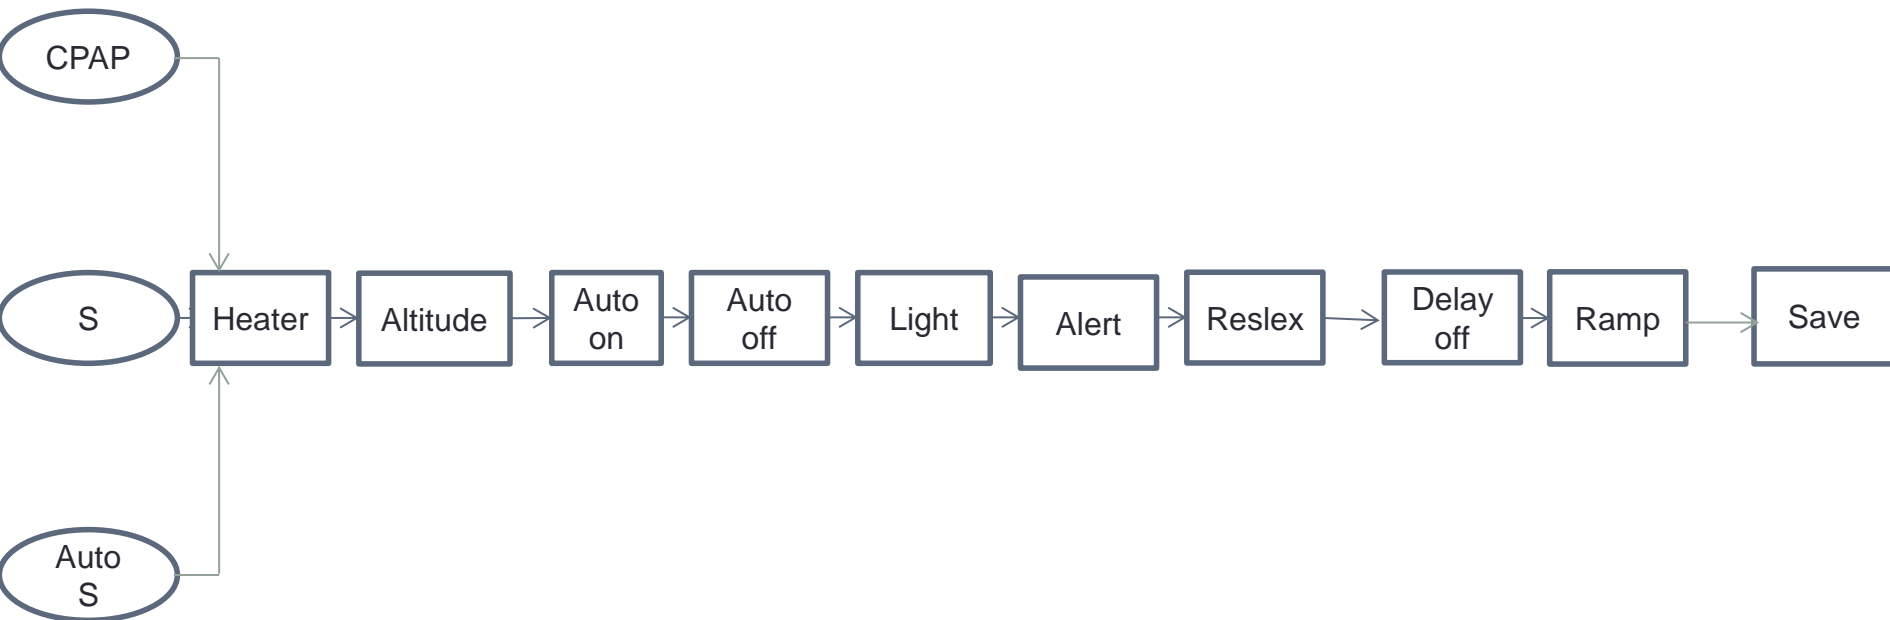 CPAP
S
Heater
Altitude
Auto
on
Auto
off
Light
Alert
Reslex
Delay
off
Ramp
Save
Auto
S